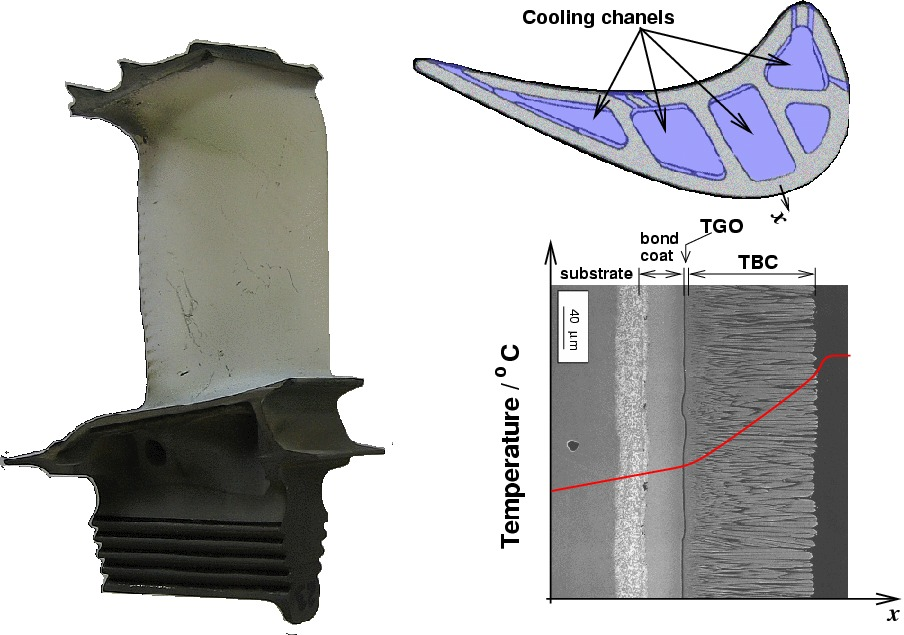 Cooling chanels
x
TGO
bond
coat
TBC
substrate
40 µm
Temperature / °C
x